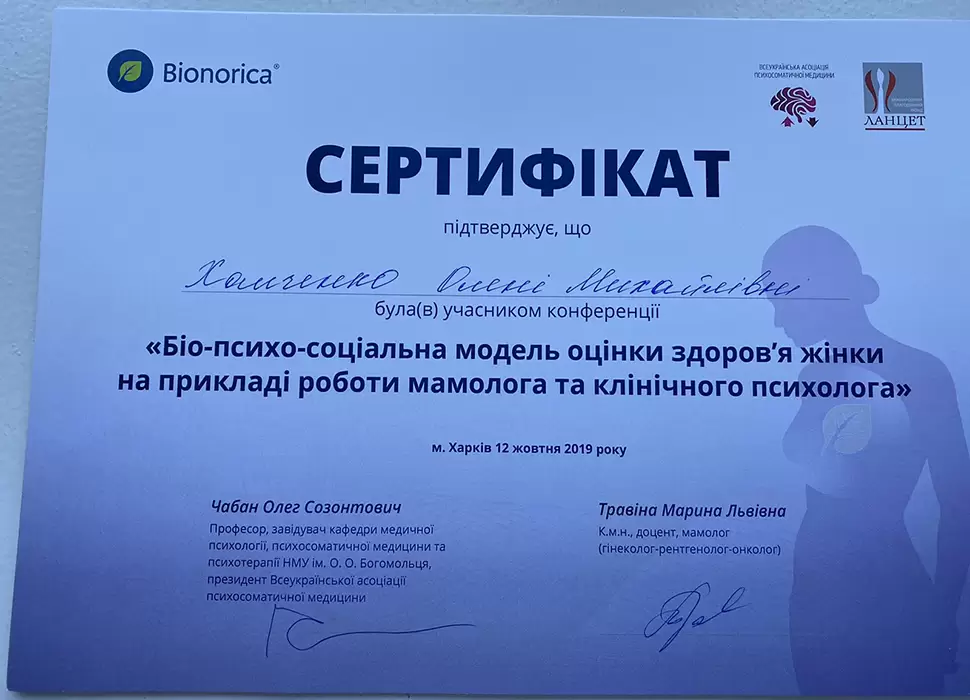 Bionorica®
ВСЕУКРАЇНСЬКА АСОЦІАЦІЯ
ПСИХОСОМАТИЧНОЇ МЕДИЦИНИ
ЛАНЦЕТ
СЕРТИФІКАТ
підтверджує, що
Хомченко Олені Михайлівні
була(в) учасником конференції
«Біо-психо-соціальна модель оцінки здоров’я жінки
на прикладі роботи мамолога та клінічного психолога»
м. Харків 12 жовтня 2019 року
Чабан Олег Созонтович
Професор, завідувач кафедри медичної
психології, психосоматичної медицини та
психотерапії НМУ ім. О. О. Богомольця,
президент Всеукраїнської асоціації
психосоматичної медицини
Травіна Марина Львівна
К.м.н., доцент, мамолог
(гінеколог-рентгенолог-онколог)